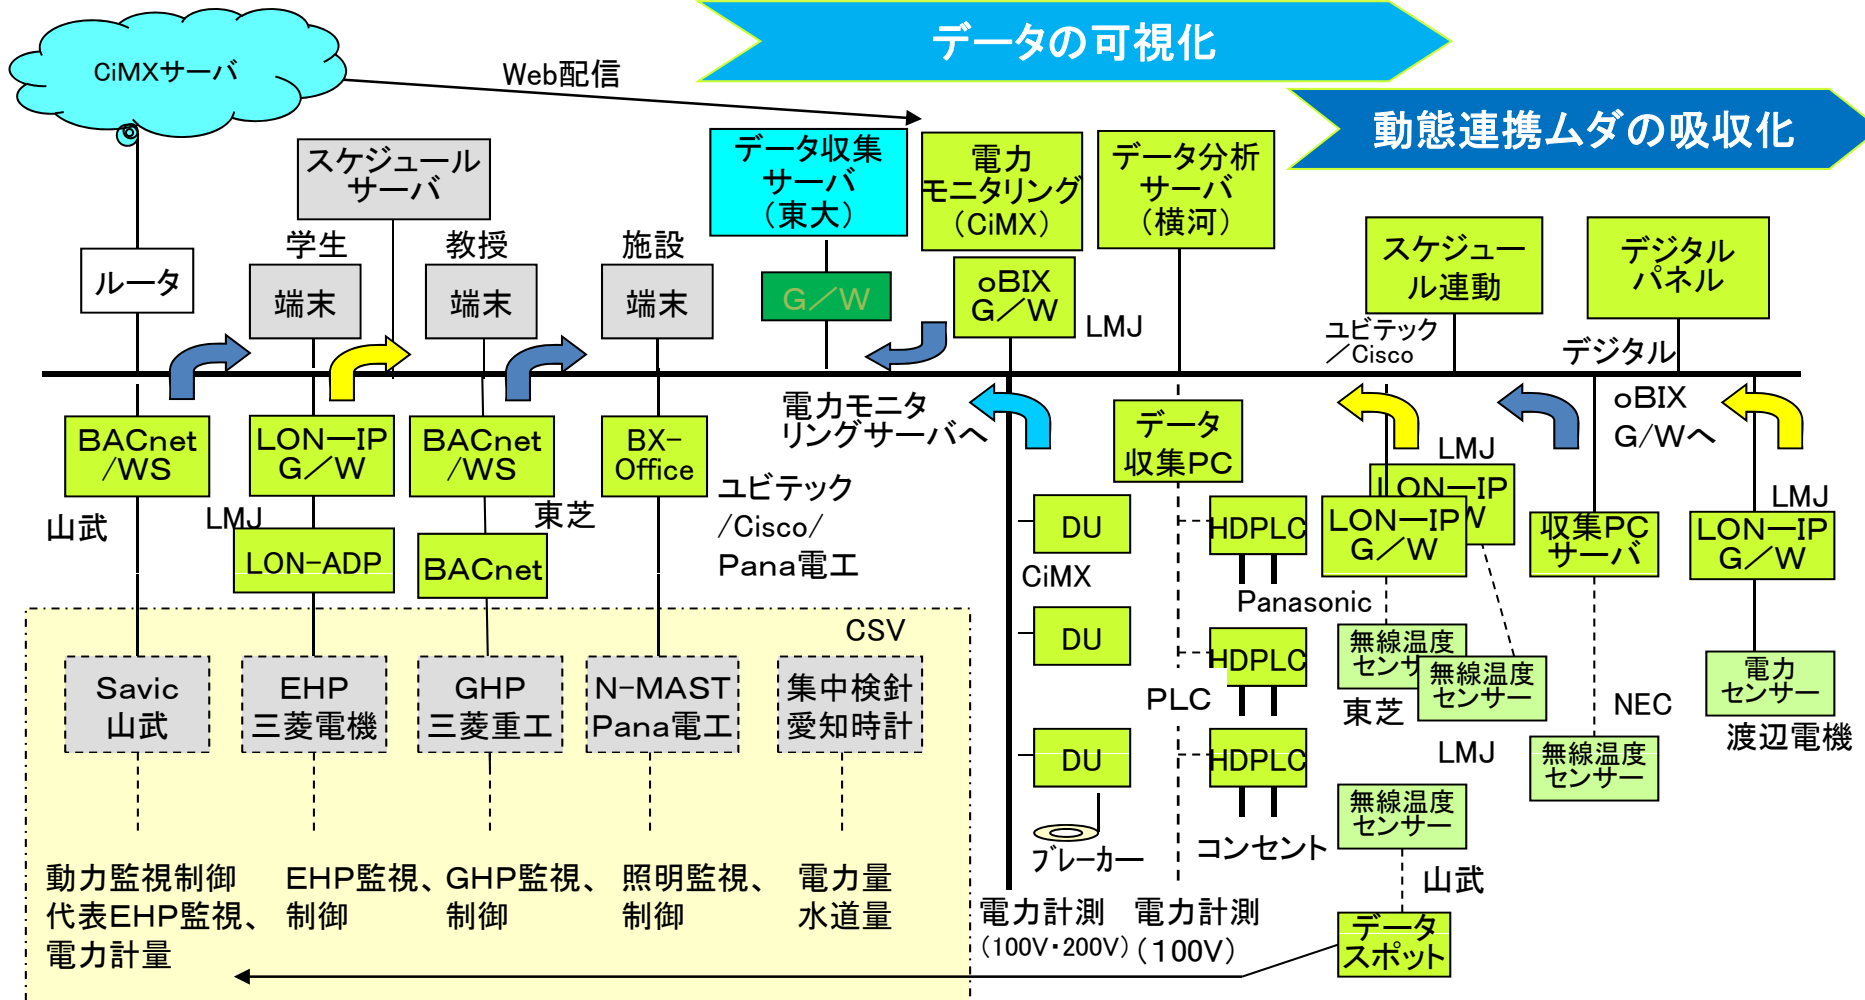 データの可視化
動態連携ムダの吸収化
CiMXサーバ
Web配信
スケジュール
サーバ
データ収集
サーバ
（東大）
電力
モニタリング
（CiMX）
データ分析
サーバ
（横河）
スケジュー
ル連動
デジタル
パネル
ルータ
学生
端末
教授
端末
施設
端末
G／W
oBIX
G／W
LMJ
ユビテック
／Cisco
デジタル
BACnet
/WS
山武
LON－IP
G／W
LMJ
LON-ADP
BACnet
/WS
東芝
BACnet
BX-
Office
ユビテック
/Cisco/
Pana電工
電力モニタ
リングサーバへ
データ
収集PC
oBIX
G/Wへ
LMJ
LON－IP
W
LON－IP
G／W
収集PC
サーバ
LMJ
LON－IP
G／W
DU
CiMX
DU
DU
ブレーカー
HDPLC
Panasonic
HDPLC
PLC
HDPLC
コンセント
無線温度
センサー
東芝
無線温度
センサー
LMJ
NEC
無線温度
センサー
電力
センサー
渡辺電機
無線温度
センサー
山武
データ
スポット
CSV
Savic
山武
EHP
三菱電機
GHP
三菱重工
N-MAST
Pana電工
集中検針
愛知時計
動力監視制御
代表EHP監視、
電力計量
EHP監視、
制御
GHP監視、
制御
照明監視、
制御
電力量
水道量
電力計測
（100V・200V）
電力計測
（100V）